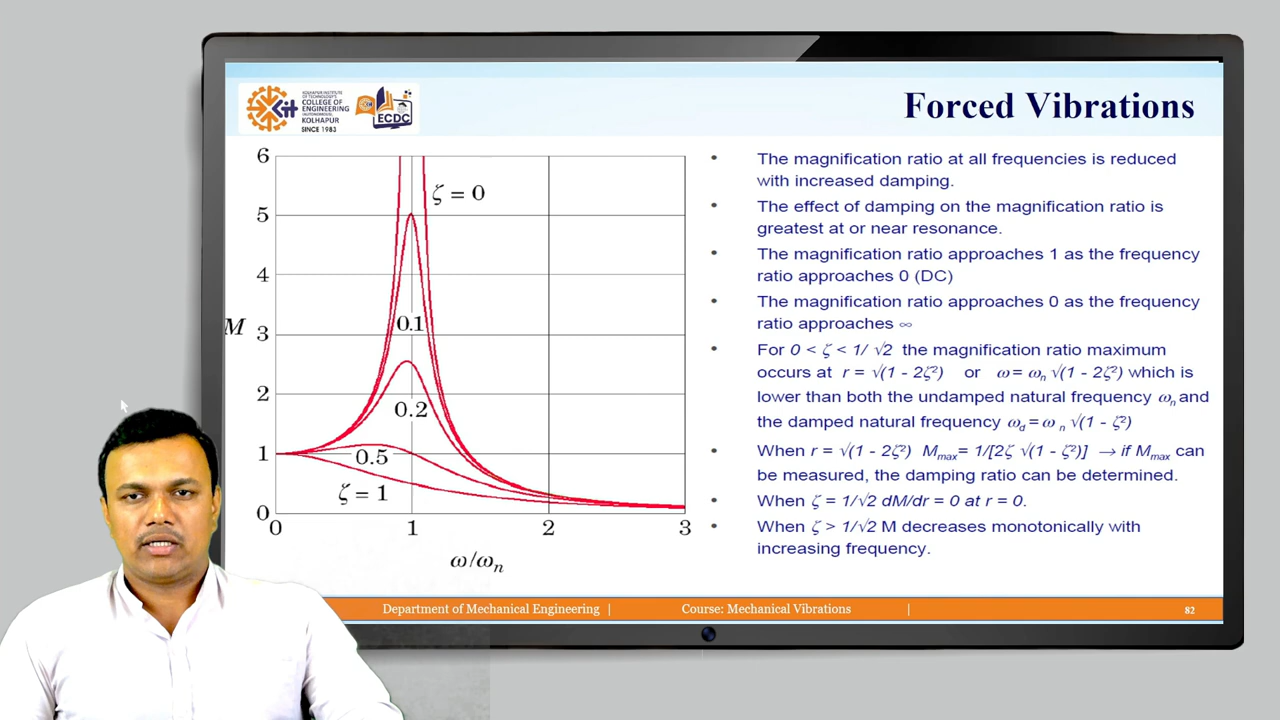 KOLHAPUR INSTITUTE
OF TECHNOLOGY'S
COLLEGE OF
ENGINEERING
(AUTONOMOUS),
KOLHAPUR
SINCE 1983
ECDC
Forced Vibrations
6
5
4
3
2
1
0
M
ζ = 0
0.1
0.2
0.5
ζ = 1
0 1 2 3
ω/ωn
• The magnification ratio at all frequencies is reduced
with increased damping.
• The effect of damping on the magnification ratio is
greatest at or near resonance.
• The magnification ratio approaches 1 as the frequency
ratio approaches 0 (DC)
• The magnification ratio approaches 0 as the frequency
ratio approaches ∞
• For 0 < ζ < 1/ √2 the magnification ratio maximum
occurs at r = √(1 - 2ζ²) or ω = ωn √(1 - 2ζ²) which is
lower than both the undamped natural frequency ωn and
the damped natural frequency ωd = ω n √(1 - ζ²)
• When r = √(1 - 2ζ²) Mmax= 1/[2ζ √(1 - ζ²)] → if Mmax can
be measured, the damping ratio can be determined.
• When ζ = 1/√2 dM/dr = 0 at r = 0.
• When ζ > 1/√2 M decreases monotonically with
increasing frequency.
Department of Mechanical Engineering | Course: Mechanical Vibrations | 82